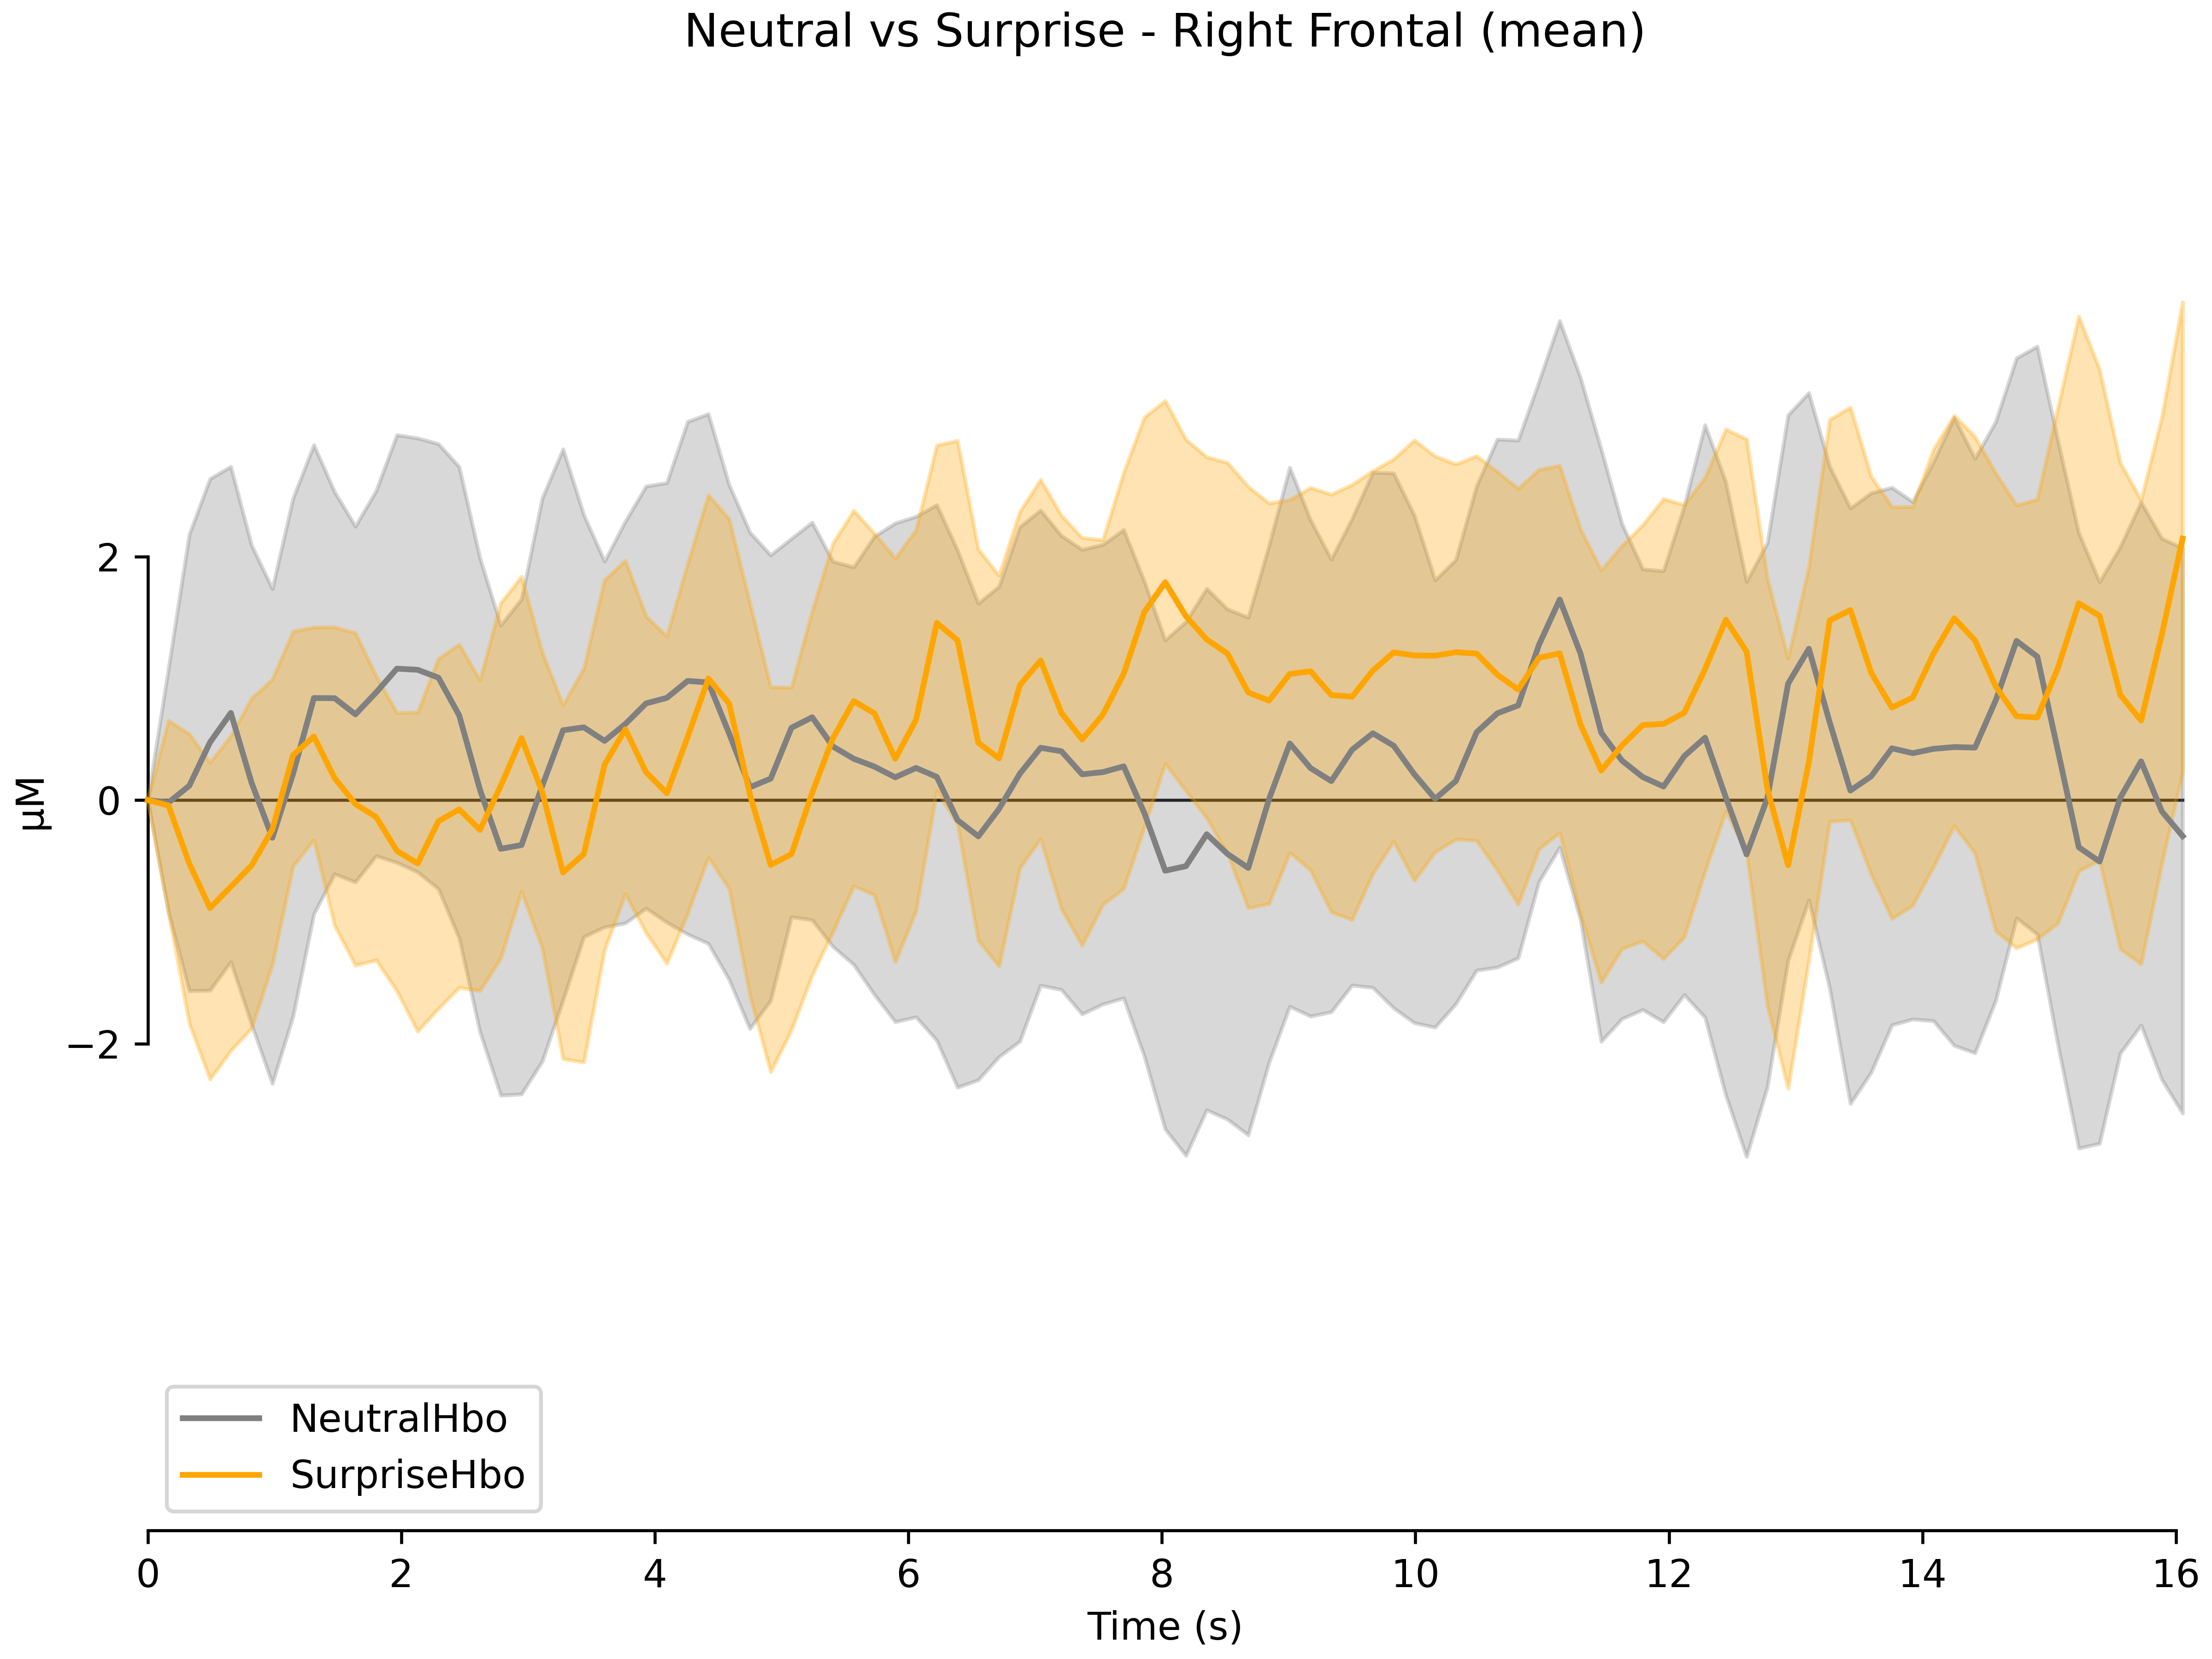 Neutral vs Surprise - Right Frontal (mean)
µM
2
0
−2
NeutralHbo
SurpriseHbo
0 2 4 6 8 10 12 14 16
Time (s)